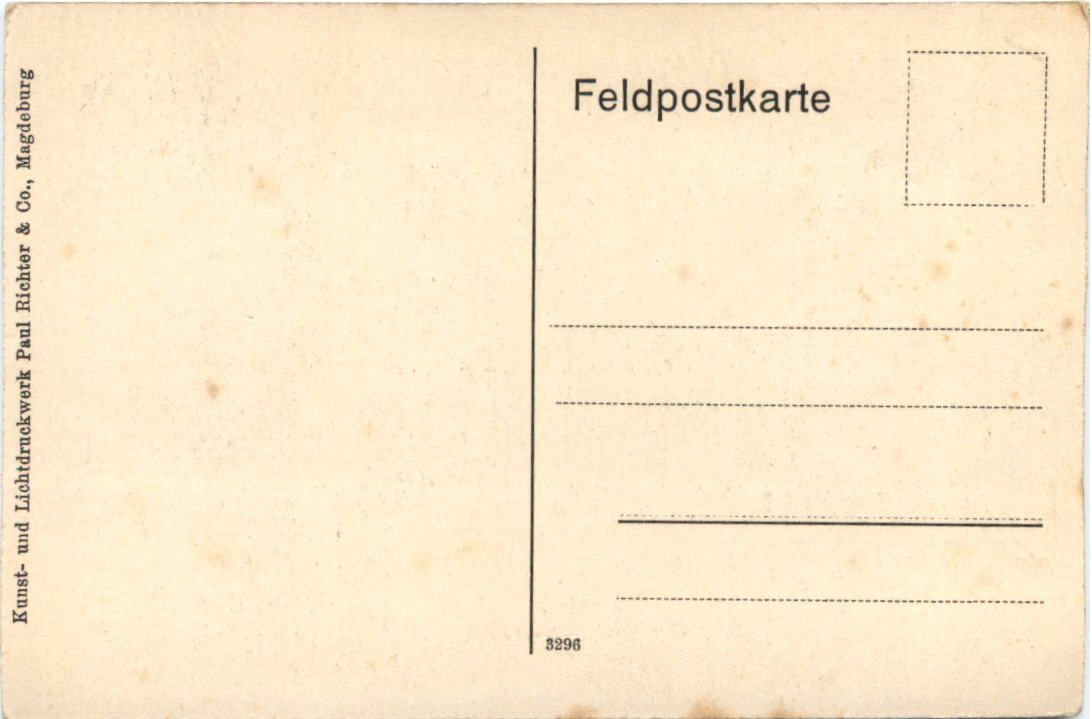 Kunst- und Lichtdruckwerk Paul Richter & Co., Magdeburg
Feldpostkarte
3296